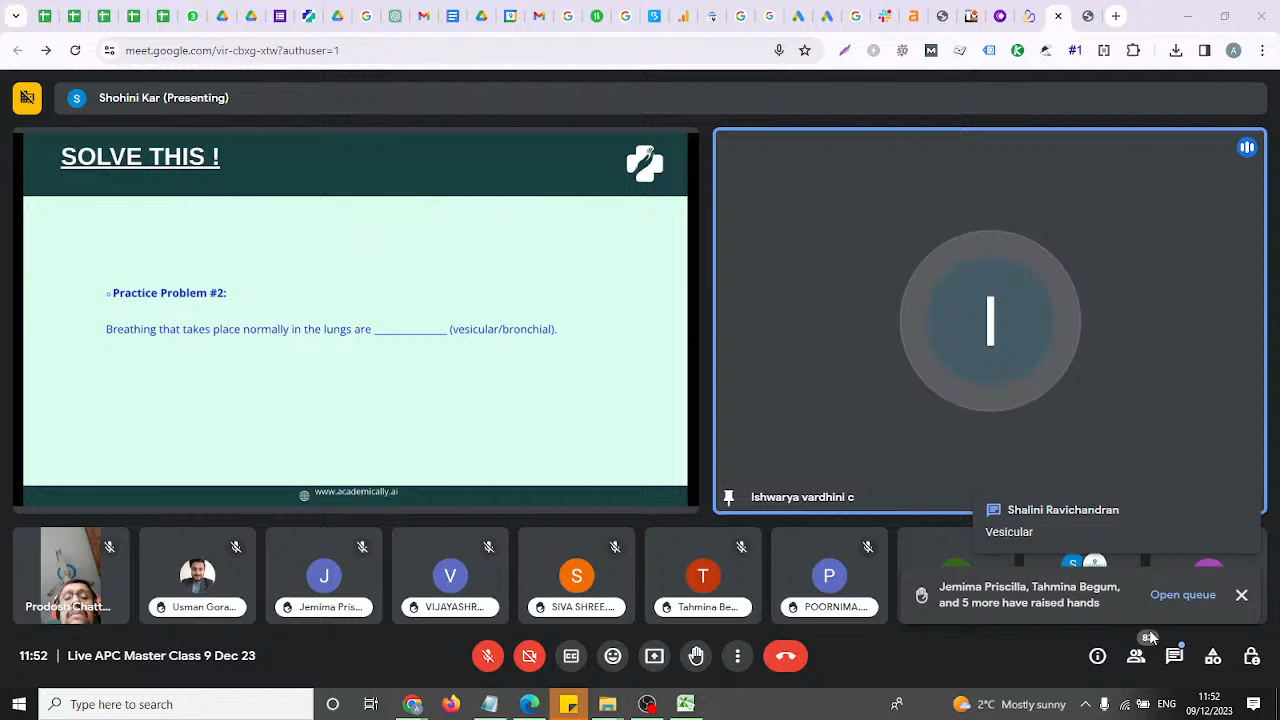 meet.google.com/vir-cbxg-xtw?authuser=1
#1
A
S
Shohini Kar (Presenting)
SOLVE THIS !
Practice Problem #2:
Breathing that takes place normally in the lungs are ______________ (vesicular/bronchial).
www.academically.ai
I
Ishwarya vardhini c
Shalini Ravichandran
Vesicular
J
V
S
T
P
S
Prodosh Chatt...
Usman Gora...
Jemima Pris...
VIJAYASHR...
SIVA SHREE....
Tahmina Be...
POORNIMA...
Jemima Priscilla, Tahmina Begum,
and 5 more have raised hands
Open queue
11:52 | Live APC Master Class 9 Dec 23
Type here to search
2°C Mostly sunny
ENG
11:52
09/12/2023